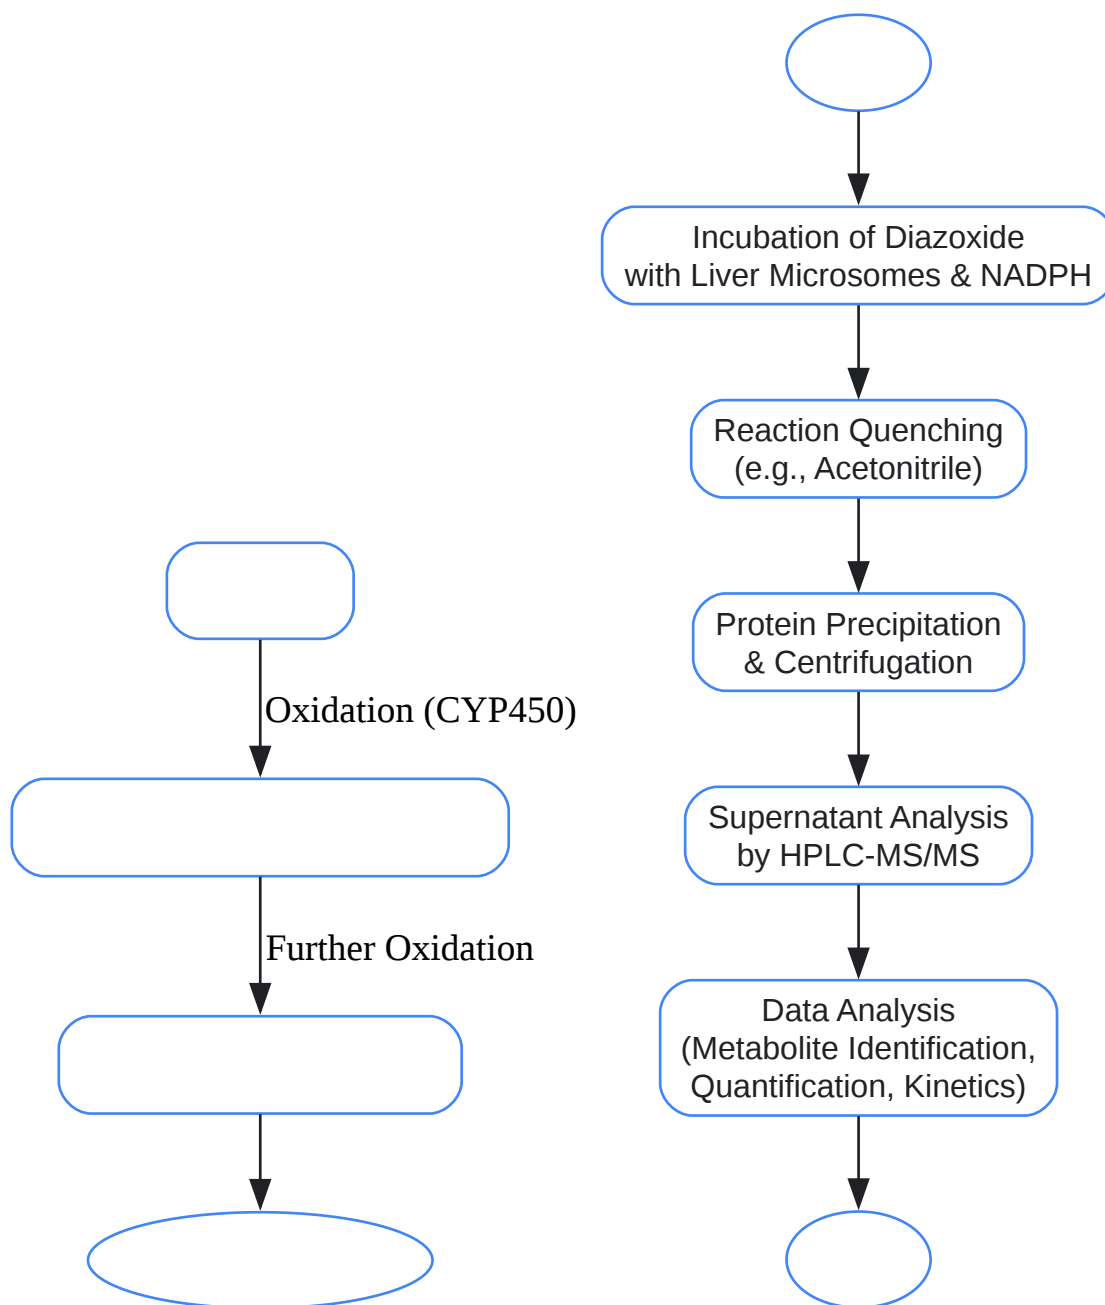 Incubation of Diazoxide
with Liver Microsomes & NADPH
Reaction Quenching
(e.g., Acetonitrile)
Protein Precipitation
& Centrifugation
Oxidation (CYP450)
Supernatant Analysis
by HPLC-MS/MS
Further Oxidation
Data Analysis
(Metabolite Identification,
Quantification, Kinetics)